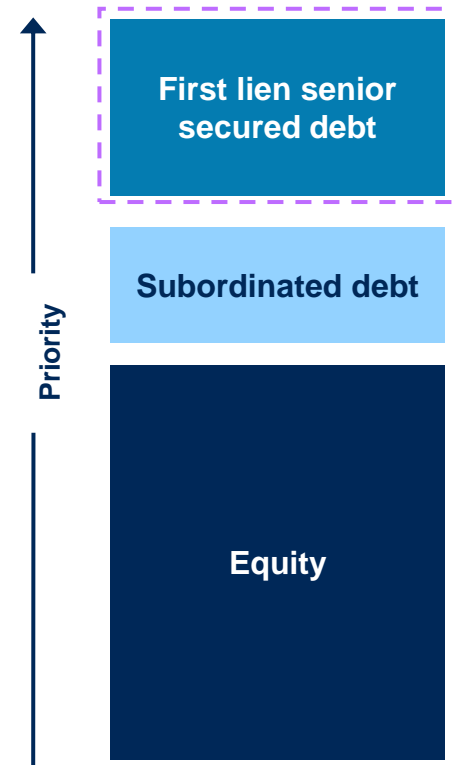 First lien senior
secured debt
Subordinated debt
Priority
Equity